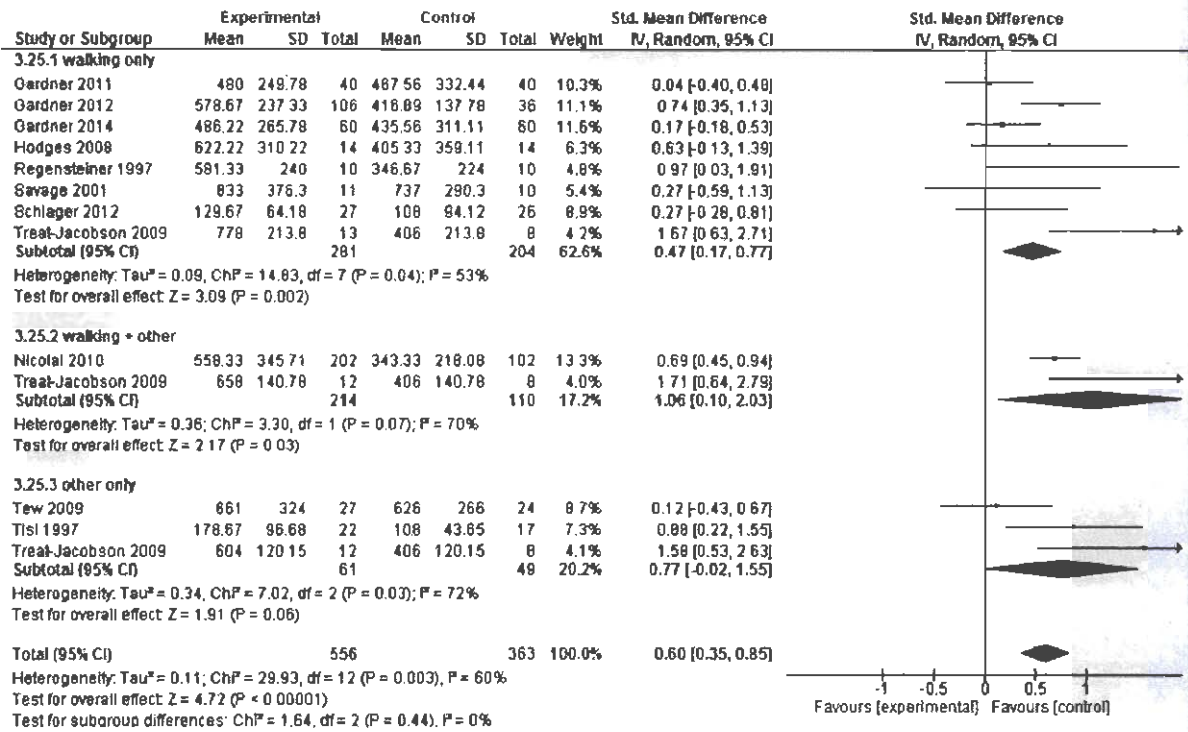 Experimental Control Std. Mean Difference Std. Mean Difference
Study or Subgroup Mean SD Total Mean SD Total Weight IV, Random, 95% CI IV, Random, 95% CI
3.25.1 walking only
Gardner 2011 480 249.78 40 467.56 332.44 40 10.3% 0.04 [-0.40, 0.48]
Gardner 2012 578.67 237.33 106 416.89 137.78 36 11.1% 0.74 [0.35, 1.13]
Gardner 2014 486.22 265.78 60 435.56 311.11 60 11.6% 0.17 [-0.18, 0.53]
Hodges 2008 622.22 310.22 14 405.33 359.11 14 6.3% 0.63 [-0.13, 1.39]
Regensteiner 1997 581.33 240 10 346.67 224 10 4.8% 0.97 [0.03, 1.91]
Savage 2001 833 376.3 11 737 290.3 10 5.4% 0.27 [-0.59, 1.13]
Schlager 2012 129.67 64.18 27 108 94.12 26 8.9% 0.27 [-0.28, 0.81]
Treat-Jacobson 2009 778 213.8 13 406 213.8 8 4.2% 1.67 [0.63, 2.71]
Subtotal (95% CI) 281 204 62.6% 0.47 [0.17, 0.77]
Heterogeneity: Tau² = 0.09, Chi² = 14.83, df = 7 (P = 0.04); I² = 53%
Test for overall effect: Z = 3.09 (P = 0.002)
3.25.2 walking + other
Nicolai 2010 558.33 345.71 202 343.33 218.08 102 13.3% 0.69 [0.45, 0.94]
Treat-Jacobson 2009 658 140.78 12 406 140.78 8 4.0% 1.71 [0.64, 2.79]
Subtotal (95% CI) 214 110 17.2% 1.06 [0.10, 2.03]
Heterogeneity: Tau² = 0.36; Chi² = 3.30, df = 1 (P = 0.07); I² = 70%
Test for overall effect: Z = 2.17 (P = 0.03)
3.25.3 other only
Tew 2009 661 324 27 626 266 24 8.7% 0.12 [-0.43, 0.67]
Tisi 1997 178.67 96.68 22 108 43.65 17 7.3% 0.88 [0.22, 1.55]
Treat-Jacobson 2009 604 120.15 12 406 120.15 8 4.1% 1.58 [0.53, 2.63]
Subtotal (95% CI) 61 49 20.2% 0.77 [-0.02, 1.55]
Heterogeneity: Tau² = 0.34, Chi² = 7.02, df = 2 (P = 0.03); I² = 72%
Test for overall effect: Z = 1.91 (P = 0.06)
Total (95% CI) 556 363 100.0% 0.60 [0.35, 0.85]
Heterogeneity: Tau² = 0.11; Chi² = 29.93, df = 12 (P = 0.003), I² = 60%
Test for overall effect: Z = 4.72 (P < 0.00001)
Test for subgroup differences: Chi² = 1.64, df = 2 (P = 0.44), I² = 0%
-1 -0.5 0 0.5 1
Favours [experimental] Favours [control]